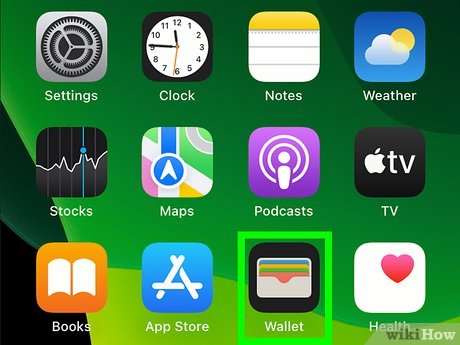 Settings Clock Notes Weather
tv
Stocks Maps Podcasts TV
Books App Store Wallet Health
wikiHow